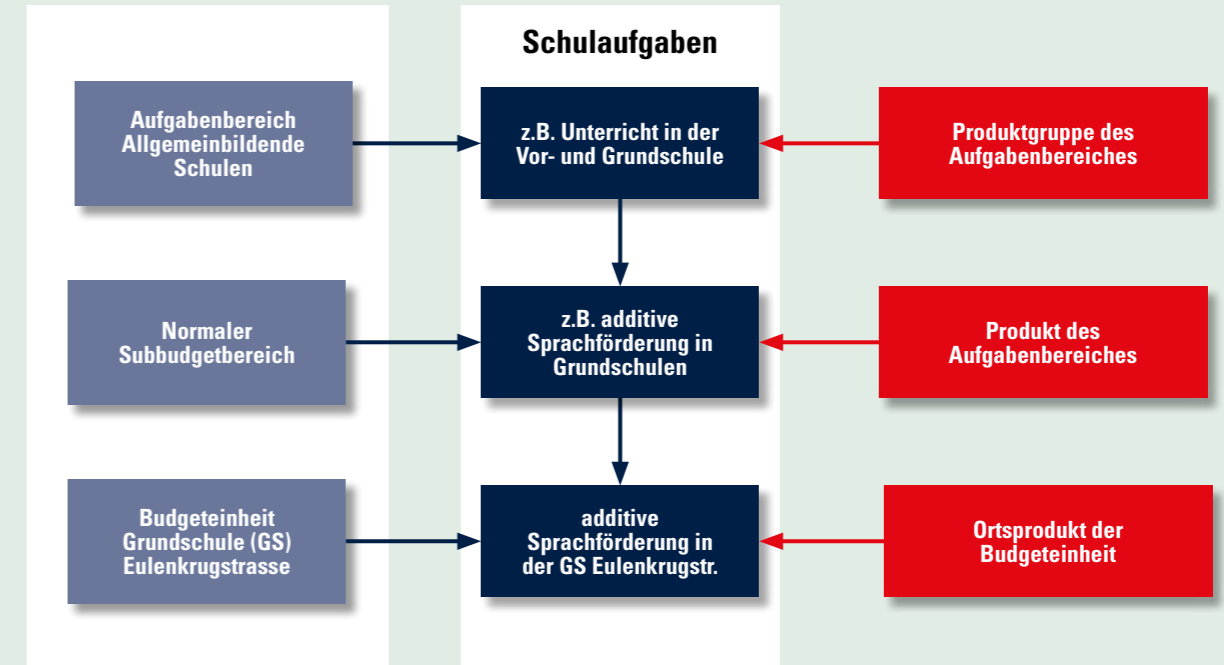 Schulaufgaben
Aufgabenbereich
Allgemeinbildende
Schulen
z.B. Unterricht in der
Vor- und Grundschule
Produktgruppe des
Aufgabenbereiches
Normaler
Subbudgetbereich
z.B. additive
Sprachförderung in
Grundschulen
Produkt des
Aufgabenbereiches
Budgeteinheit
Grundschule (GS)
Eulenkrugstrasse
additive
Sprachförderung in
der GS Eulenkrugstr.
Ortsprodukt der
Budgeteinheit